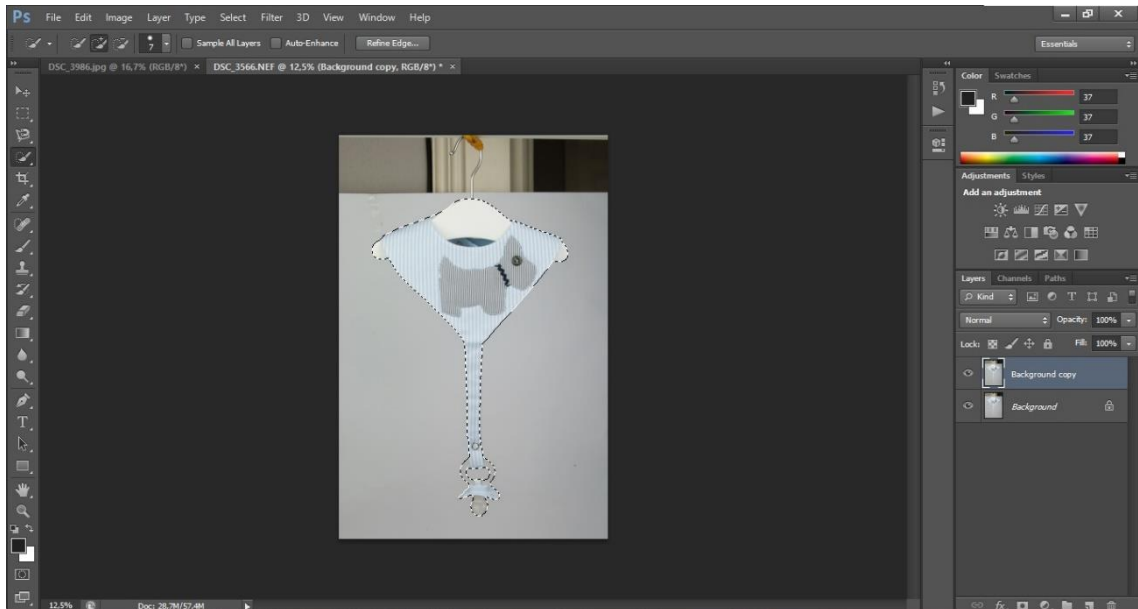 Ps File Edit Image Layer Type Select Filter 3D View Window Help
7 Sample All Layers Auto-Enhance Refine Edge... Essentials
DSC_3986.jpg @ 16,7% (RGB/8*) × DSC_3566.NEF @ 12,5% (Background copy, RGB/8*) * ×
Color Swatches
R 37
G 37
B 37
Adjustments Styles
Add an adjustment
Layers Channels Paths
Kind
Normal Opacity: 100%
Lock: Fill: 100%
Background copy
Background
12,5% Doc: 28,7M/57,4M